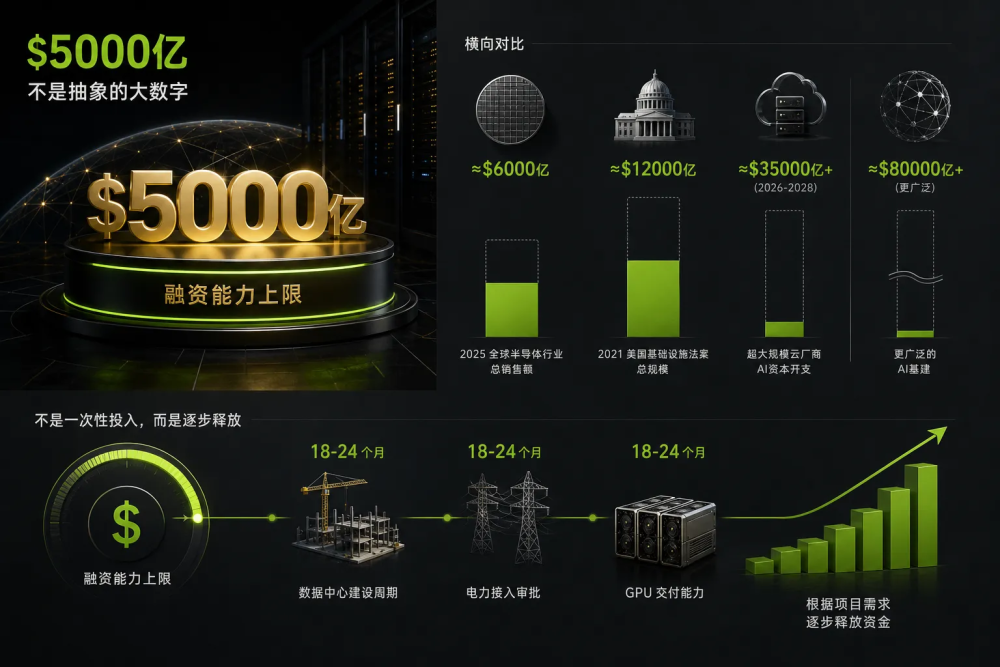 $5000亿
不是抽象的大数字
$5000亿
融资能力上限
横向对比
≈$6000亿
2025 全球半导体行业
总销售额
≈$12000亿
2021 美国基础设施法案
总规模
≈$35000亿+
(2026-2028)
超大规模云厂商
AI资本开支
≈$80000亿+
(更广泛)
更广泛的
AI基建
不是一次性投入，而是逐步释放
$
融资能力上限
18-24 个月
数据中心建设周期
18-24 个月
电力接入审批
18-24 个月
GPU 交付能力
根据项目需求
逐步释放资金